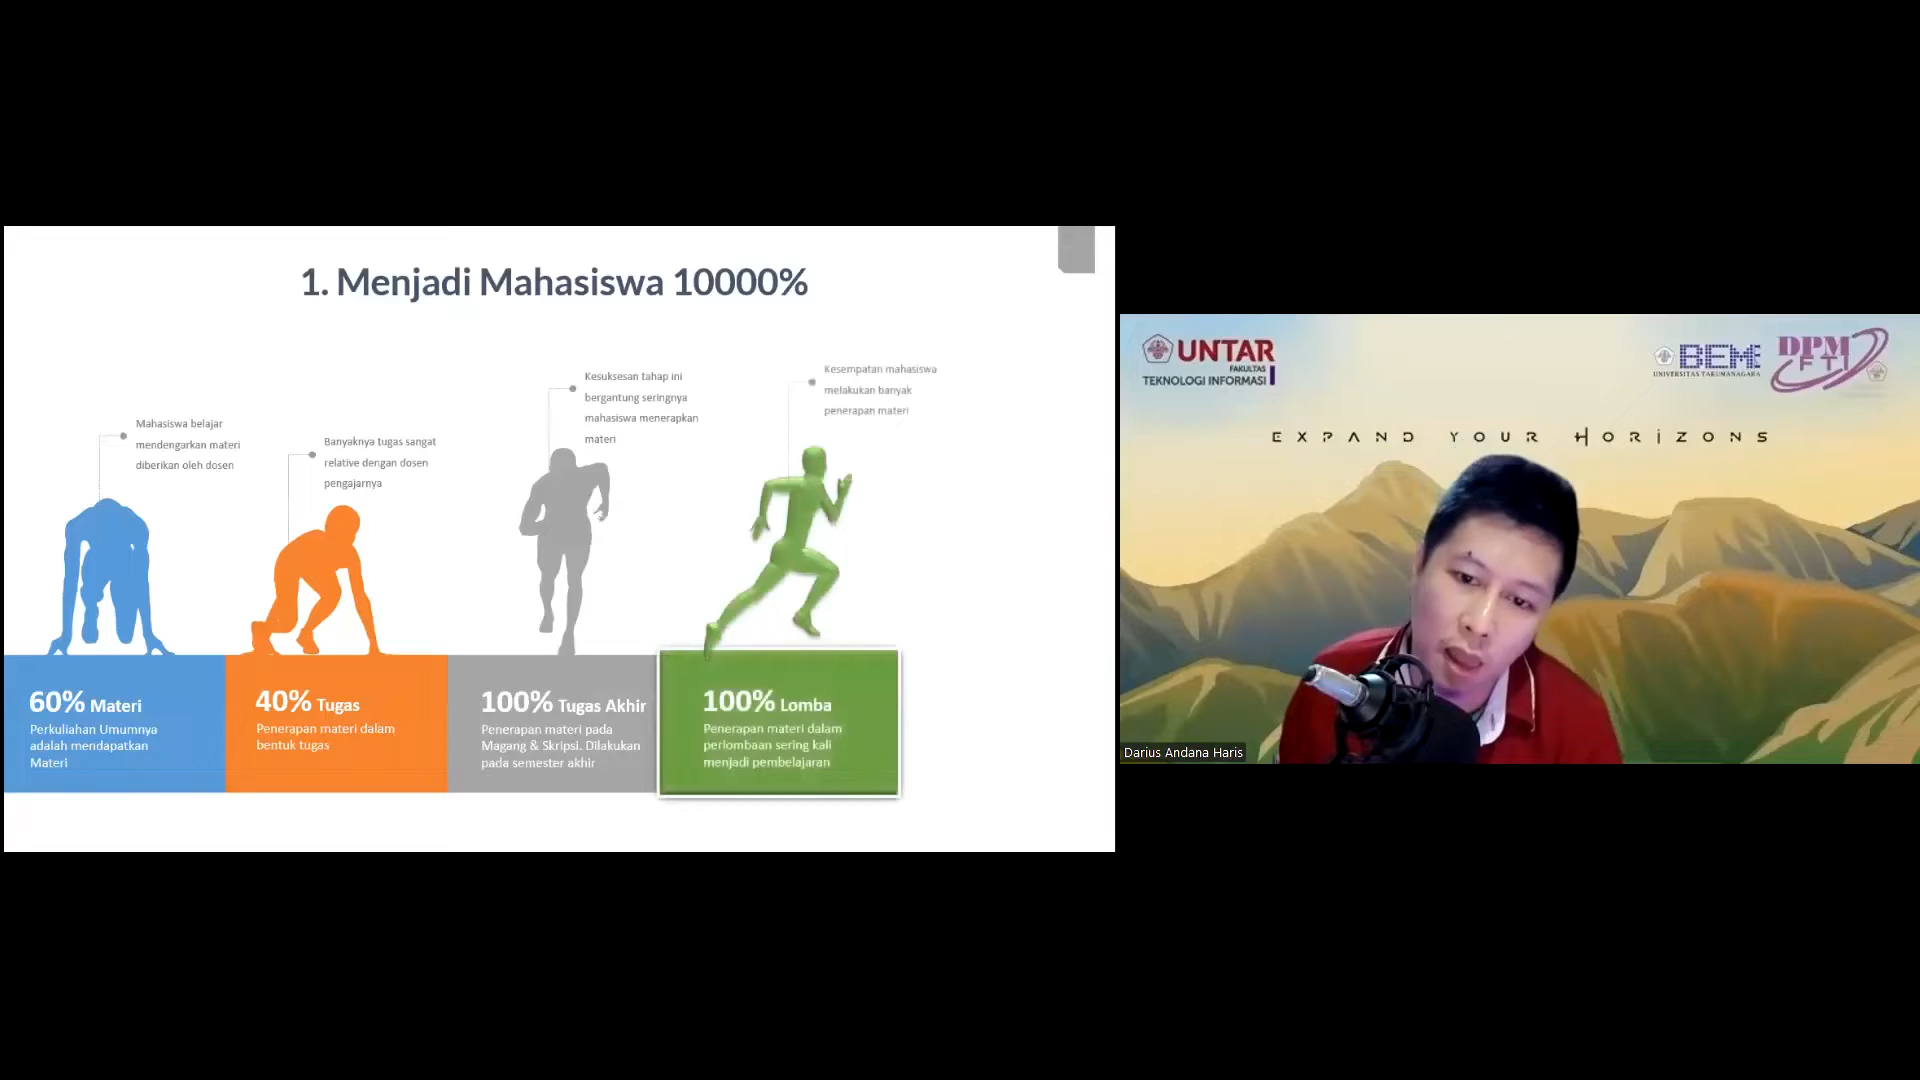 1. Menjadi Mahasiswa 10000%
Mahasiswa belajar
mendengarkan materi
diberikan oleh dosen
Banyaknya tugas sangat
relative dengan dosen
pengajarnya
Kesuksesan tahap ini
bergantung seringnya
mahasiswa menerapkan
materi
Kesempatan mahasiswa
melakukan banyak
penerapan materi
60% Materi
Perkuliahan Umumnya
adalah mendapatkan
Materi
40% Tugas
Penerapan materi dalam
bentuk tugas
100% Tugas Akhir
Penerapan materi pada
Magang & Skripsi. Dilakukan
pada semester akhir
100% Lomba
Penerapan materi dalam
perlombaan sering kali
menjadi pembelajaran
UNTAR
FAKULTAS
TEKNOLOGI INFORMASI
BEM
UNIVERSITAS TARUMANAGARA
DPM
FTI
EXPAND YOUR HORIZONS
Darius Andana Haris